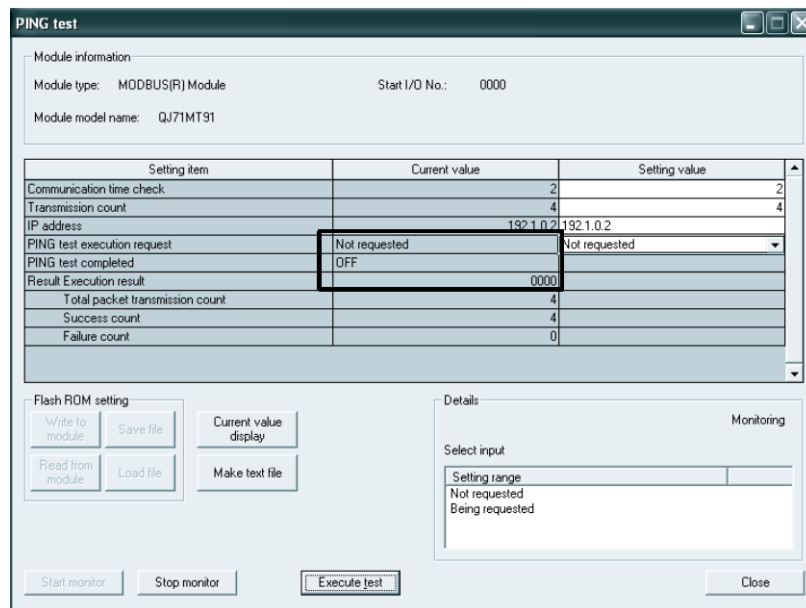 PING test
Module information
Module type: MODBUS(R) Module Start I/O No.: 0000
Module model name: QJ71MT91
Setting item Current value Setting value
Communication time check 2 2
Transmission count 4 4
IP address 192.1.0.2 192.1.0.2
PING test execution request Not requested Not requested
PING test completed OFF
Result Execution result 0000
Total packet transmission count 4
Success count 4
Failure count 0
Flash ROM setting
Write to module
Save file
Current value display
Read from module
Load file
Make text file
Details
Monitoring
Select input
Setting range
Not requested
Being requested
Start monitor Stop monitor Execute test Close